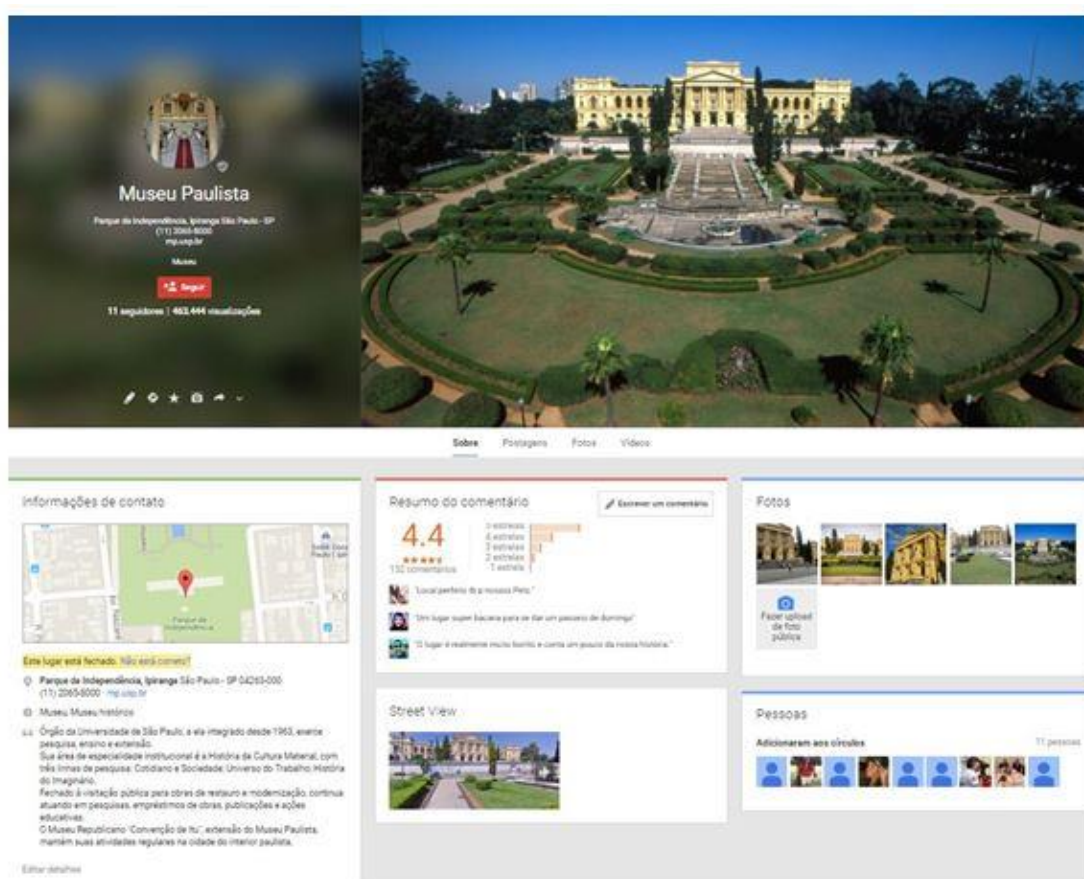 Museu Paulista
Parque da Independência, Ipiranga São Paulo - SP
(11) 2065-8000
mp.usp.br
Museu
Seguir
11 seguidores | 463.444 visualizações
Sobre Postagens Fotos Vídeos
Informações de contato
Parque da
Independência
Este lugar está fechado. Não está correto?
Parque da Independência, Ipiranga São Paulo - SP 04263-000
(11) 2065-8000 · mp.usp.br
Museu, Museu histórico
Órgão da Universidade de São Paulo, a ela integrado desde 1963, exerce
pesquisa, ensino e extensão.
Sua área de especialidade institucional é a História da Cultura Material, com
três linhas de pesquisa: Cotidiano e Sociedade; Universo do Trabalho; História
do Imaginário.
Fechado à visitação pública para obras de restauro e modernização, continua
atuando em pesquisas, empréstimos de obras, publicações e ações
educativas.
O Museu Republicano "Convenção de Itu", extensão do Museu Paulista,
mantém suas atividades regulares na cidade do interior paulista.
Editar detalhes
Resumo do comentário
Escrever um comentário
4.4
132 comentários
5 estrelas
4 estrelas
3 estrelas
2 estrelas
1 estrela
"Local perfeito p nossos Pets."
"Um lugar super bacana para se dar um passeio de domingo"
"O lugar é realmente muito bonito e conta um pouco da nossa história."
Street View
Fotos
Fazer upload
de foto
pública
Pessoas
Adicionaram aos círculos 11 pessoas